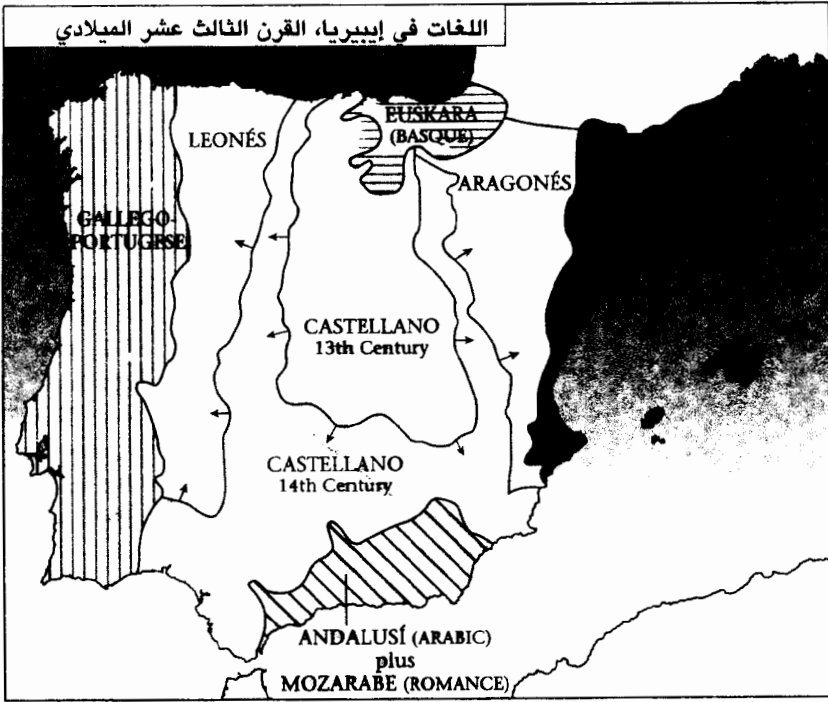 اللغات في إيبيريا، القرن الثالث عشر الميلادي
EUSKARA
(BASQUE)
LEONÉS
ARAGONÉS
GALLEGO-
PORTUGESE
CASTELLANO
13th Century
CASTELLANO
14th Century
ANDALUSÍ (ARABIC)
plus
MOZARABE (ROMANCE)